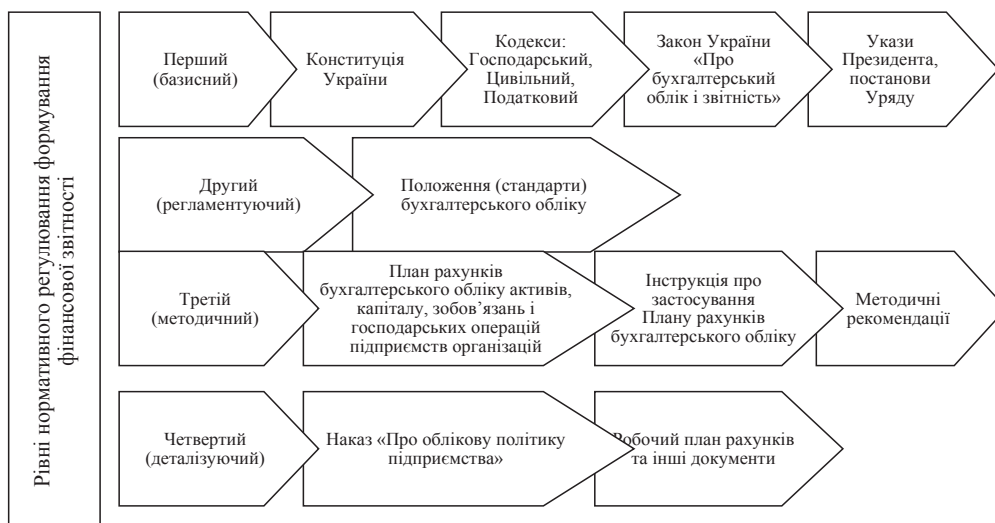 Рівні нормативного регулювання формування
фінансової звітності
Перший
(базисний)
Конституція
України
Кодекси:
Господарський,
Цивільний,
Податковий
Закон України
«Про
бухгалтерський
облік і звітність»
Укази
Президента,
постанови
Уряду
Другий
(регламентуючий)
Положення (стандарти)
бухгалтерського обліку
Третій
(методичний)
План рахунків
бухгалтерського обліку активів,
капіталу, зобов’язань і
господарських операцій
підприємств організацій
Інструкція про
застосування
Плану рахунків
бухгалтерського обліку
Методичні
рекомендації
Четвертий
(деталізуючий)
Наказ «Про облікову політику
підприємства»
Робочий план рахунків
та інші документи